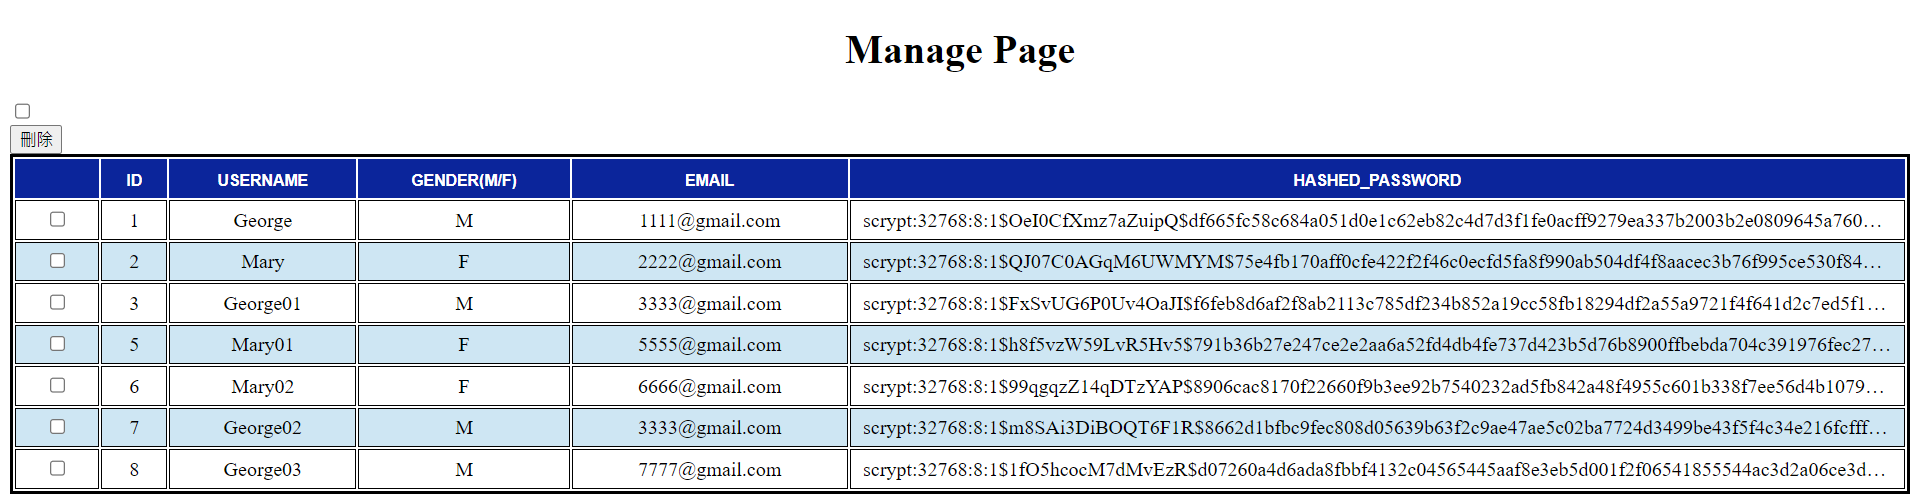 Manage Page
刪除
ID USERNAME GENDER(M/F) EMAIL HASHED_PASSWORD
1 George M 1111@gmail.com scrypt:32768:8:1$OeI0CfXmz7aZuipQ$df665fc58c684a051d0e1c62eb82c4d7d3f1fe0acff9279ea337b2003b2e0809645a760…
2 Mary F 2222@gmail.com scrypt:32768:8:1$QJ07C0AGqM6UWMYM$75e4fb170aff0cfe422f2f46c0ecfd5fa8f990ab504df4f8aacec3b76f995ce530f84…
3 George01 M 3333@gmail.com scrypt:32768:8:1$FxSvUG6P0Uv4OaJI$f6feb8d6af2f8ab2113c785df234b852a19cc58fb18294df2a55a9721f4f641d2c7ed5f1…
5 Mary01 F 5555@gmail.com scrypt:32768:8:1$h8f5vzW59LvR5Hv5$791b36b27e247ce2e2aa6a52fd4db4fe737d423b5d76b8900ffbebda704c391976fec27…
6 Mary02 F 6666@gmail.com scrypt:32768:8:1$99qgqzZ14qDTzYAP$8906cac8170f22660f9b3ee92b7540232ad5fb842a48f4955c601b338f7ee56d4b1079…
7 George02 M 3333@gmail.com scrypt:32768:8:1$m8SAi3DiBOQT6F1R$8662d1bfbc9fec808d05639b63f2c9ae47ae5c02ba7724d3499be43f5f4c34e216fcfff…
8 George03 M 7777@gmail.com scrypt:32768:8:1$1fO5hcocM7dMvEzR$d07260a4d6ada8fbbf4132c04565445aaf8e3eb5d001f2f06541855544ac3d2a06ce3d…